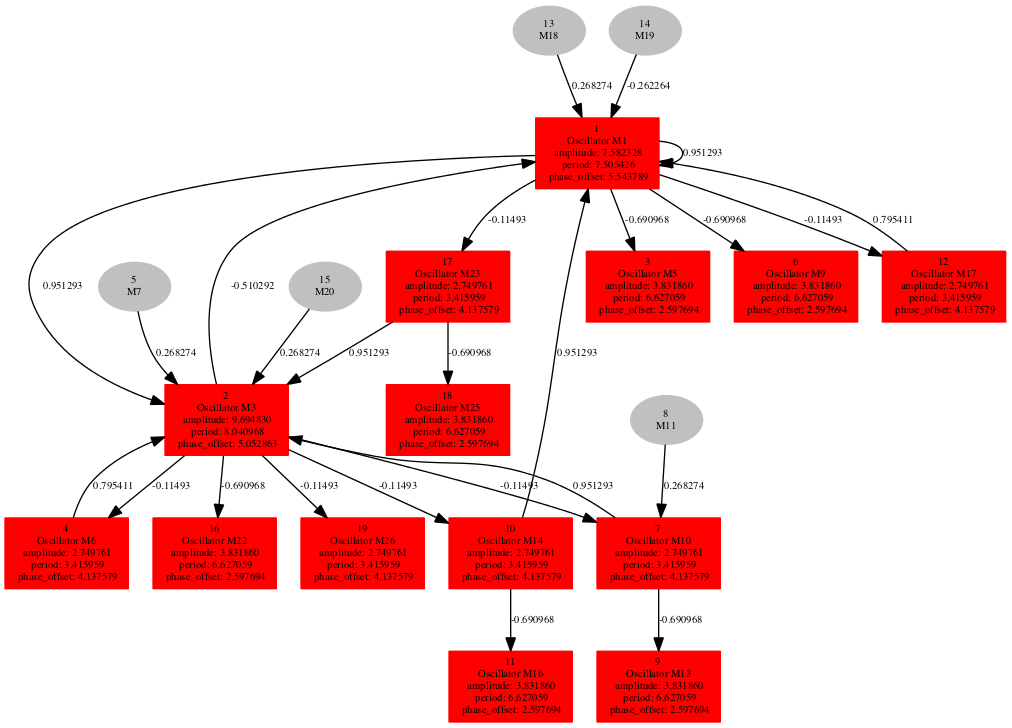 13
M18
14
M19
0.268274
-0.262264
1
Oscillator M1
amplitude: 7.582328
period: 7.505426
phase_offset: 5.543789
0.951293
-0.11493
-0.690968
-0.690968
-0.11493
0.795411
5
M7
15
M20
0.951293
-0.510292
17
Oscillator M23
amplitude: 2.749761
period: 3.415959
phase_offset: 4.137579
3
Oscillator M5
amplitude: 3.831860
period: 6.627059
phase_offset: 2.597694
6
Oscillator M9
amplitude: 3.831860
period: 6.627059
phase_offset: 2.597694
12
Oscillator M17
amplitude: 2.749761
period: 3.415959
phase_offset: 4.137579
0.268274
0.268274
0.951293
-0.690968
0.951293
2
Oscillator M3
amplitude: 9.694830
period: 8.040968
phase_offset: 5.052863
18
Oscillator M25
amplitude: 3.831860
period: 6.627059
phase_offset: 2.597694
8
M11
0.795411
-0.11493
-0.690968
-0.11493
-0.11493
-0.11493
0.951293
0.268274
4
Oscillator M6
amplitude: 2.749761
period: 3.415959
phase_offset: 4.137579
16
Oscillator M22
amplitude: 3.831860
period: 6.627059
phase_offset: 2.597694
19
Oscillator M26
amplitude: 2.749761
period: 3.415959
phase_offset: 4.137579
10
Oscillator M14
amplitude: 2.749761
period: 3.415959
phase_offset: 4.137579
7
Oscillator M10
amplitude: 2.749761
period: 3.415959
phase_offset: 4.137579
-0.690968
-0.690968
11
Oscillator M16
amplitude: 3.831860
period: 6.627059
phase_offset: 2.597694
9
Oscillator M13
amplitude: 3.831860
period: 6.627059
phase_offset: 2.597694